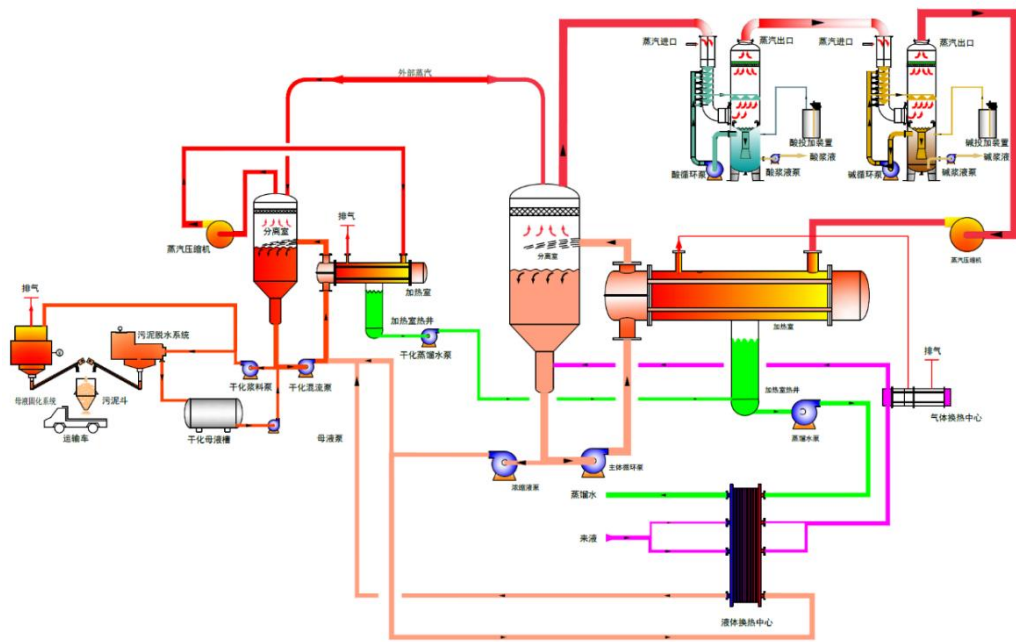 蒸汽进口
蒸汽出口
蒸汽进口
蒸汽出口
外部蒸汽
酸投加装置
碱投加装置
酸循环泵
酸浆液
酸浆液泵
碱循环泵
碱浆液
碱浆液泵
分离室
排气
蒸汽压缩机
加热室
分离室
蒸汽压缩机
加热室
排气
污泥脱水系统
加热室热井
干化蒸馏水泵
排气
干化浆料泵
干化混流泵
母液固化系统
污泥斗
运输车
干化母液槽
母液泵
加热室热井
气体换热中心
蒸馏水泵
浓缩液泵
主体循环泵
蒸馏水
来液
液体换热中心